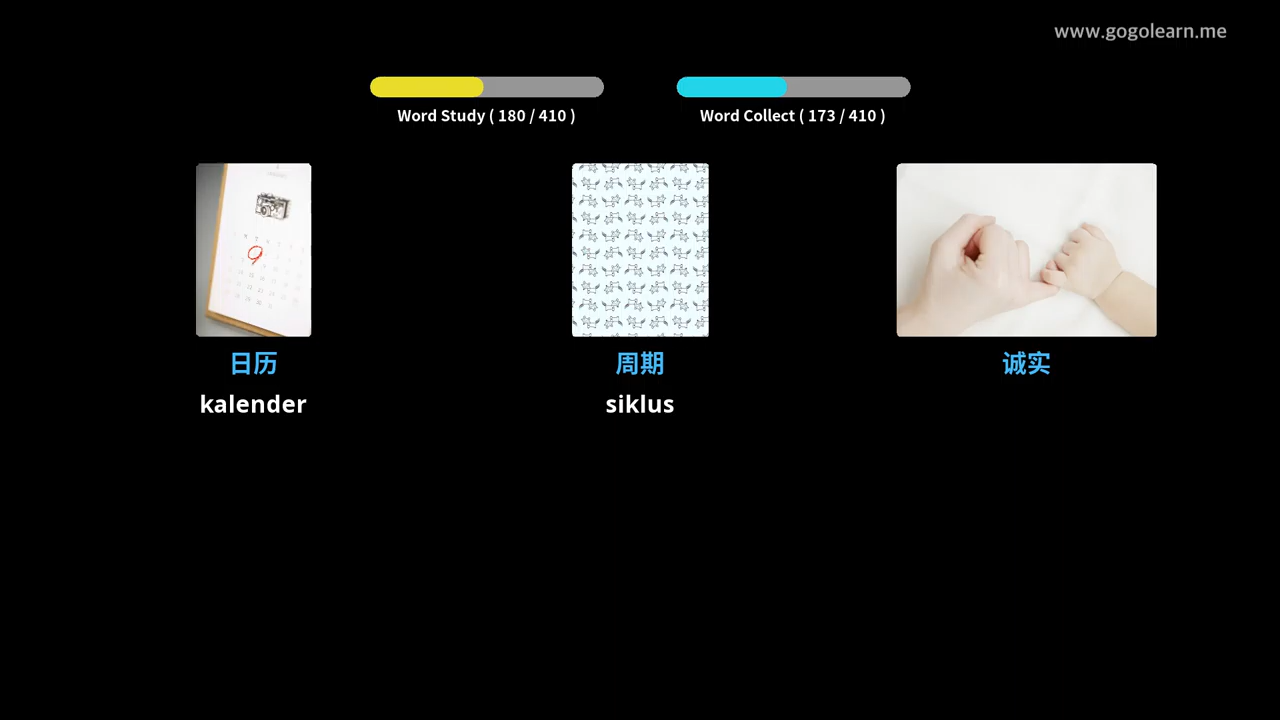 www.gogolearn.me
Word Study ( 180 / 410 )
Word Collect ( 173 / 410 )
日历
周期
诚实
kalender
siklus